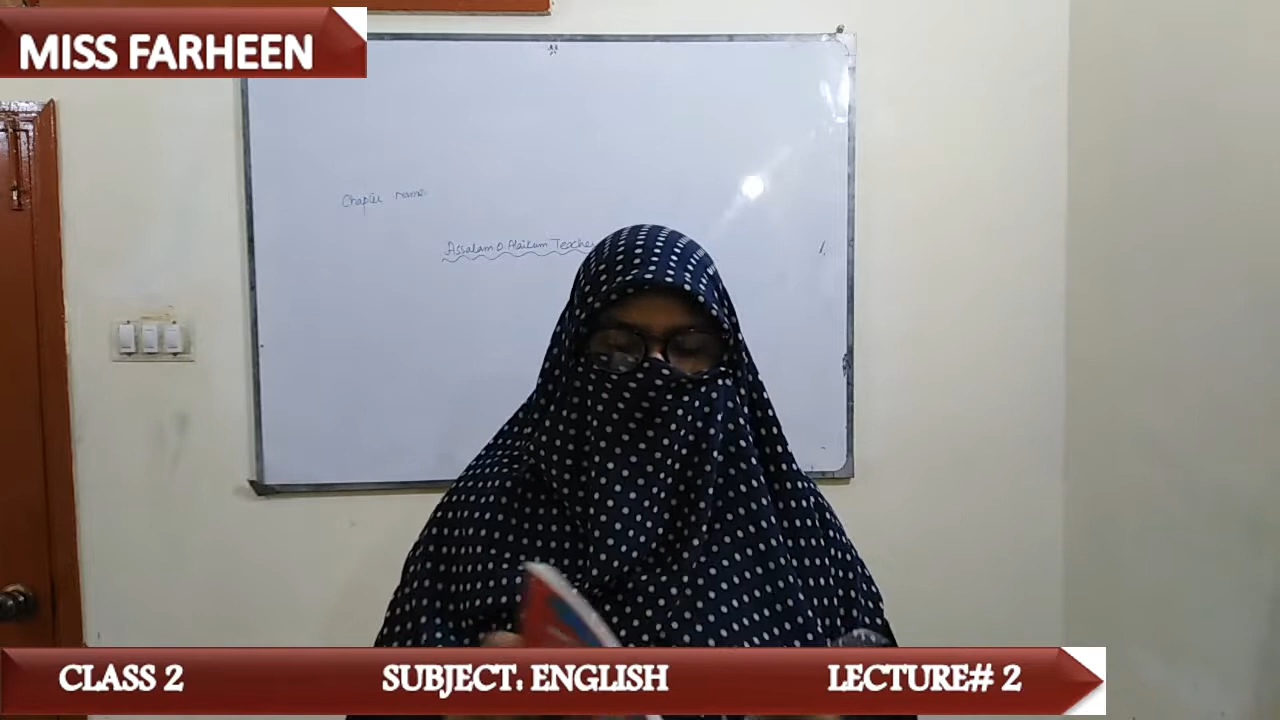 MISS FARHEEN
Chapter name
Assalam O Alaikum Teacher
CLASS 2 SUBJECT: ENGLISH LECTURE# 2